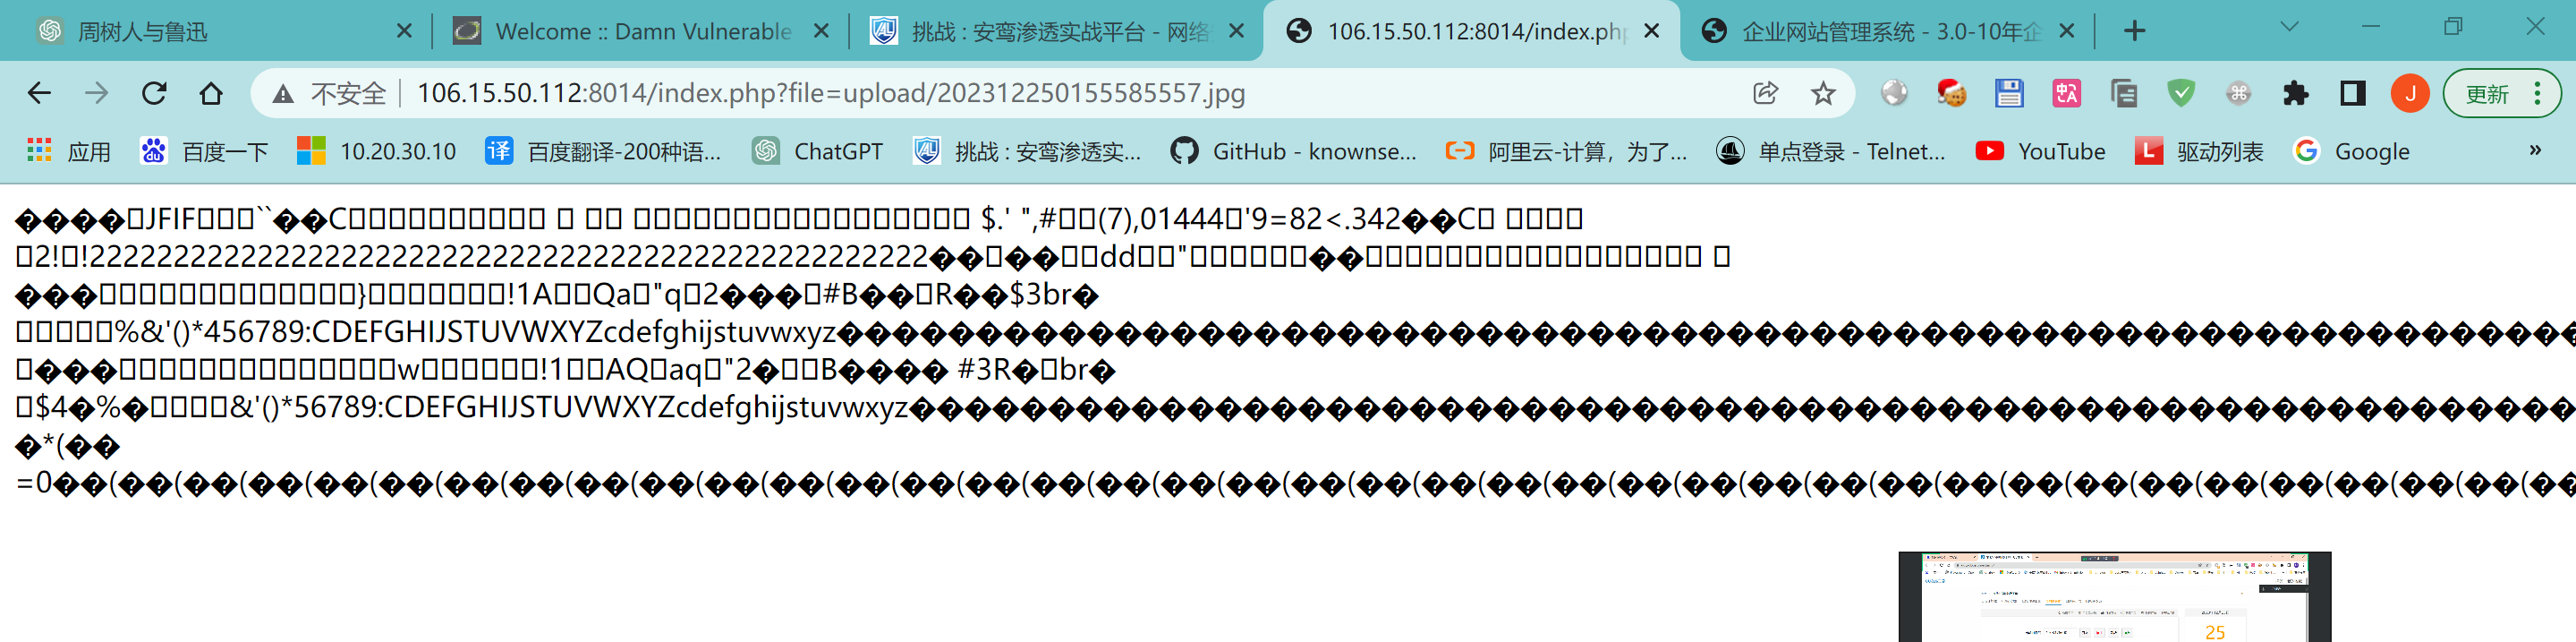 周树人与鲁迅
Welcome :: Damn Vulnerable
挑战 : 安鸾渗透实战平台 - 网络
106.15.50.112:8014/index.php
企业网站管理系统 - 3.0-10年企
不安全 106.15.50.112:8014/index.php?file=upload/202312250155585557.jpg
J
更新
应用
百度一下
10.20.30.10
百度翻译-200种语...
ChatGPT
挑战 : 安鸾渗透实...
GitHub - knownse...
阿里云-计算，为了...
单点登录 - Telnet...
YouTube
驱动列表
Google
»
����JFIF``��C $.' ",#(7),01444'9=82<.342��C
2!!22222222222222222222222222222222222222222222222222����dd"��
���}!1AQa"q2���#B��R��$3br�
%&'()*456789:CDEFGHIJSTUVWXYZcdefghijstuvwxyz
���w!1AQaq"2�B���� #3R�br�
$4�%�&'()*56789:CDEFGHIJSTUVWXYZcdefghijstuvwxyz
�*(��
=0��(��(��(��(��(��(��(��(��(��(��(��(��(��(��(��(��(��(��(��(��(��(��(��(��(��(��(��(��(��(��(��(��(��(��(��(��(��(��
25